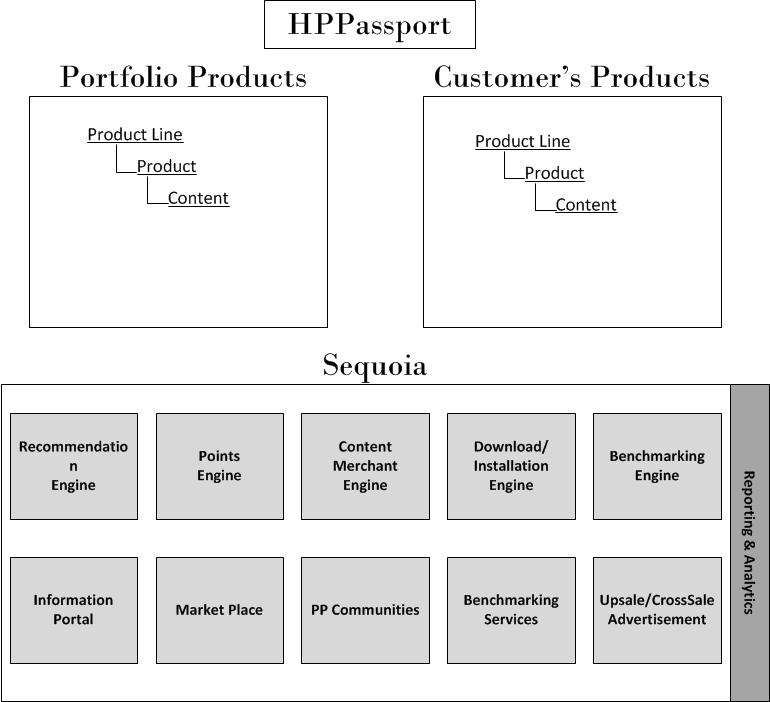 HPPassport
Portfolio Products
Customer's Products
Product Line
Product
Content
Product Line
Product
Content
Sequoia
Recommendatio
n
Engine
Points
Engine
Content
Merchant
Engine
Download/
Installation
Engine
Benchmarking
Engine
Information
Portal
Market Place
PP Communities
Benchmarking
Services
Upsale/CrossSale
Advertisement
Reporting & Analytics